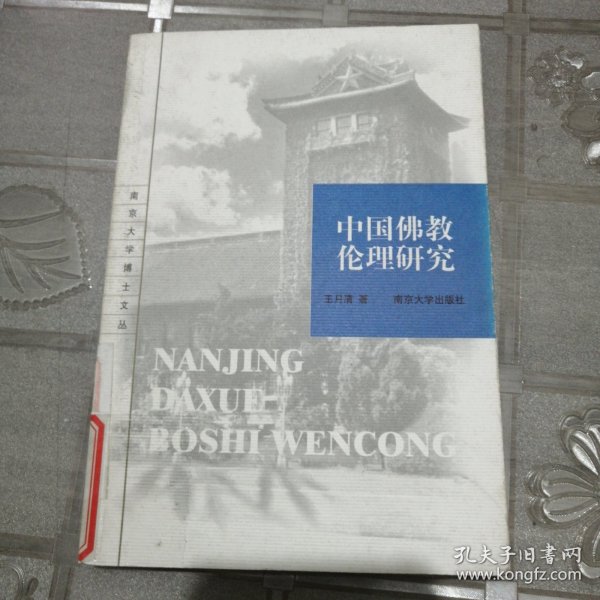 南京大学博士文丛
中国佛教
伦理研究
王月清 著 南京大学出版社
NANJING
DAXUE
BOSHI WENCONG
孔夫子旧书网
www.kongfz.com